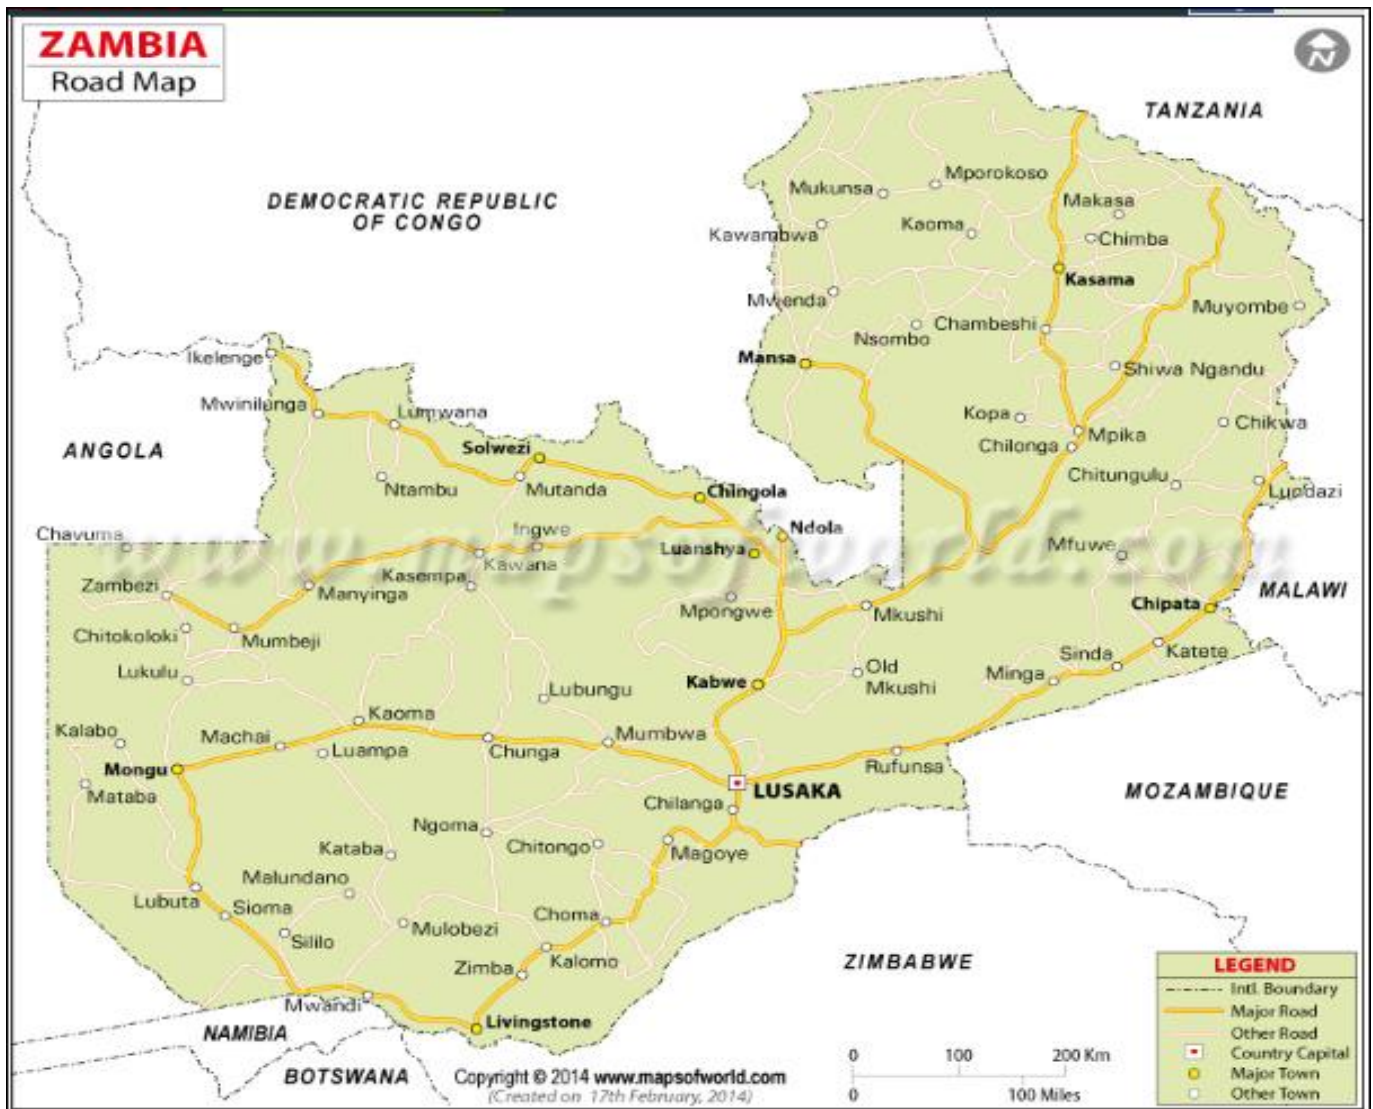 ZAMBIA
Road Map
N
TANZANIA
DEMOCRATIC REPUBLIC
OF CONGO
Mporokoso
Mukunsa
Makasa
Kaoma
Kawambwa
Chimba
Kasama
Mwenda
Muyombe
Chambeshi
Nsombo
Ikelenge
Mansa
Shiwa Ngandu
Mwinilunga
Lumwana
Kopa
Chikwa
Mpika
ANGOLA
Solwezi
Chilonga
Chitungulu
Ntambu
Mutanda
Chingola
Lundazi
Chavuma
Ingwe
Ndola
www.mapsofworld.com
Luanshya
Mfuwe
Kawana
Kasempa
Zambezi
Manyinga
MALAWI
Mpongwe
Mkushi
Chipata
Chitokoloki
Mumbeji
Katete
Sinda
Lukulu
Old
Mkushi
Minga
Kabwe
Lubungu
Kaoma
Kalabo
Machai
Mumbwa
Luampa
Chunga
Mongu
Rufunsa
Mataba
LUSAKA
MOZAMBIQUE
Chilanga
Ngoma
Chitongo
Kataba
Magoye
Malundano
Lubuta
Sioma
Choma
Mulobezi
Sililo
Kalomo
Zimba
ZIMBABWE
Mwandi
Livingstone
NAMIBIA
BOTSWANA
LEGEND
Intl. Boundary
Major Road
Other Road
Country Capital
Major Town
Other Town
0 100 200 Km
0 100 Miles
Copyright © 2014 www.mapsofworld.com
(Created on 17th February, 2014)